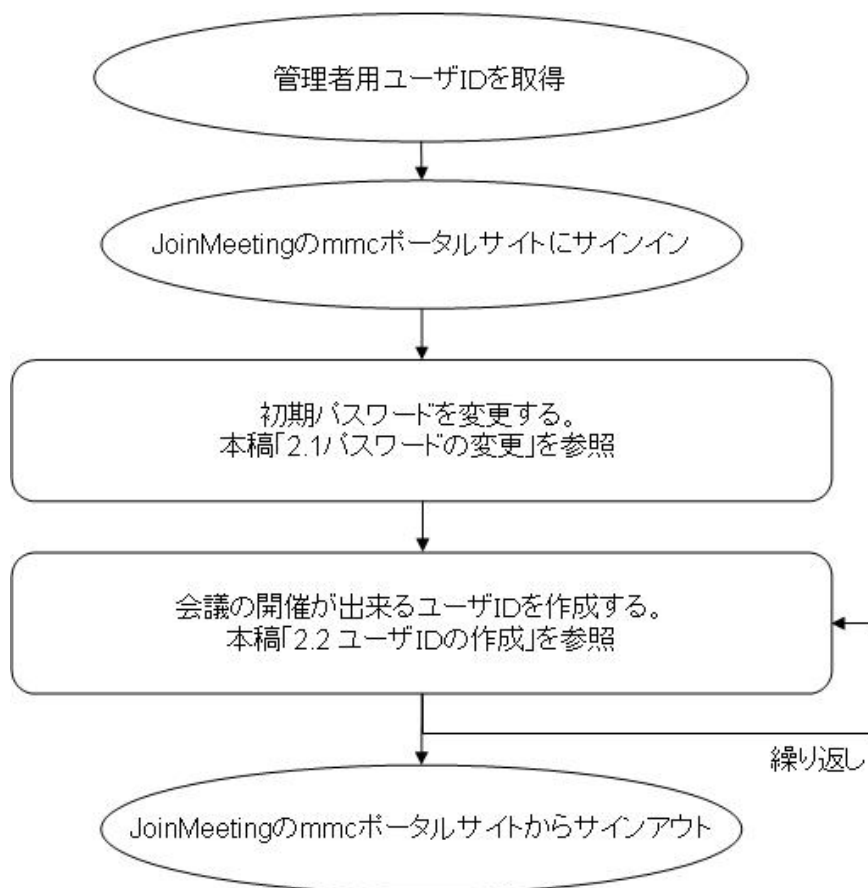 管理者用ユーザIDを取得
JoinMeetingのmmcポータルサイトにサインイン
初期パスワードを変更する。
本稿「2.1パスワードの変更」を参照
会議の開催が出来るユーザIDを作成する。
本稿「2.2 ユーザIDの作成」を参照
繰り返し
JoinMeetingのmmcポータルサイトからサインアウト